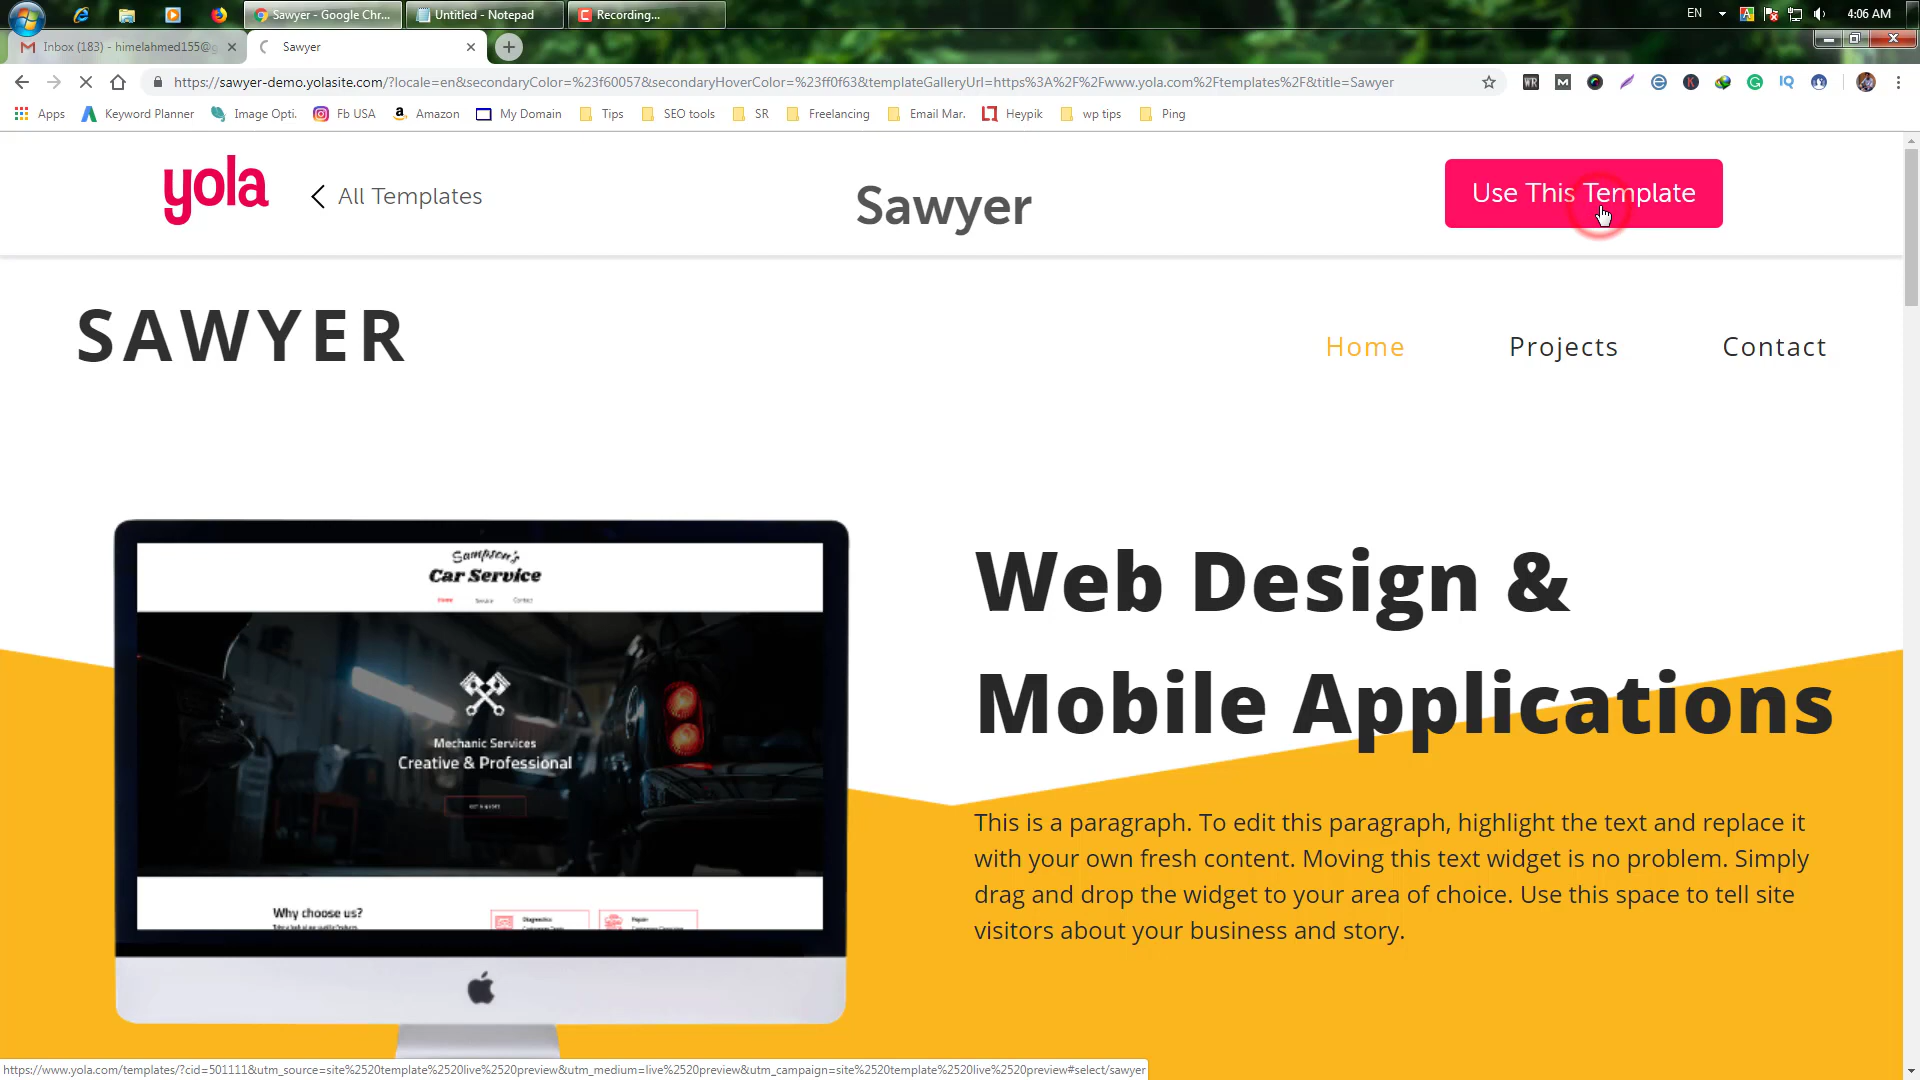 Sawyer - Google Chr...
Untitled - Notepad
Recording...
EN
4:06 AM
Inbox (183) - himelahmed155@g
Sawyer
https://sawyer-demo.yolasite.com/?locale=en&secondaryColor=%23f60057&secondaryHoverColor=%23ff0f63&templateGalleryUrl=https%3A%2F%2Fwww.yola.com%2Ftemplates%2F&title=Sawyer
Apps
Keyword Planner
Image Opti.
Fb USA
Amazon
My Domain
Tips
SEO tools
SR
Freelancing
Email Mar.
Heypik
wp tips
Ping
yola
All Templates
Sawyer
Use This Template
SAWYER
Home
Projects
Contact
Sampson's
Car Service
Home
Service
Contact
Mechanic Services
Creative & Professional
Why choose us?
Diagnostics
Repair
Web Design &
Mobile Applications
This is a paragraph. To edit this paragraph, highlight the text and replace it
with your own fresh content. Moving this text widget is no problem. Simply
drag and drop the widget to your area of choice. Use this space to tell site
visitors about your business and story.
https://www.yola.com/templates/?cid=501111&utm_source=site%2520template%2520live%2520preview&utm_medium=live%2520preview&utm_campaign=site%2520template%2520live%2520preview#select/sawyer